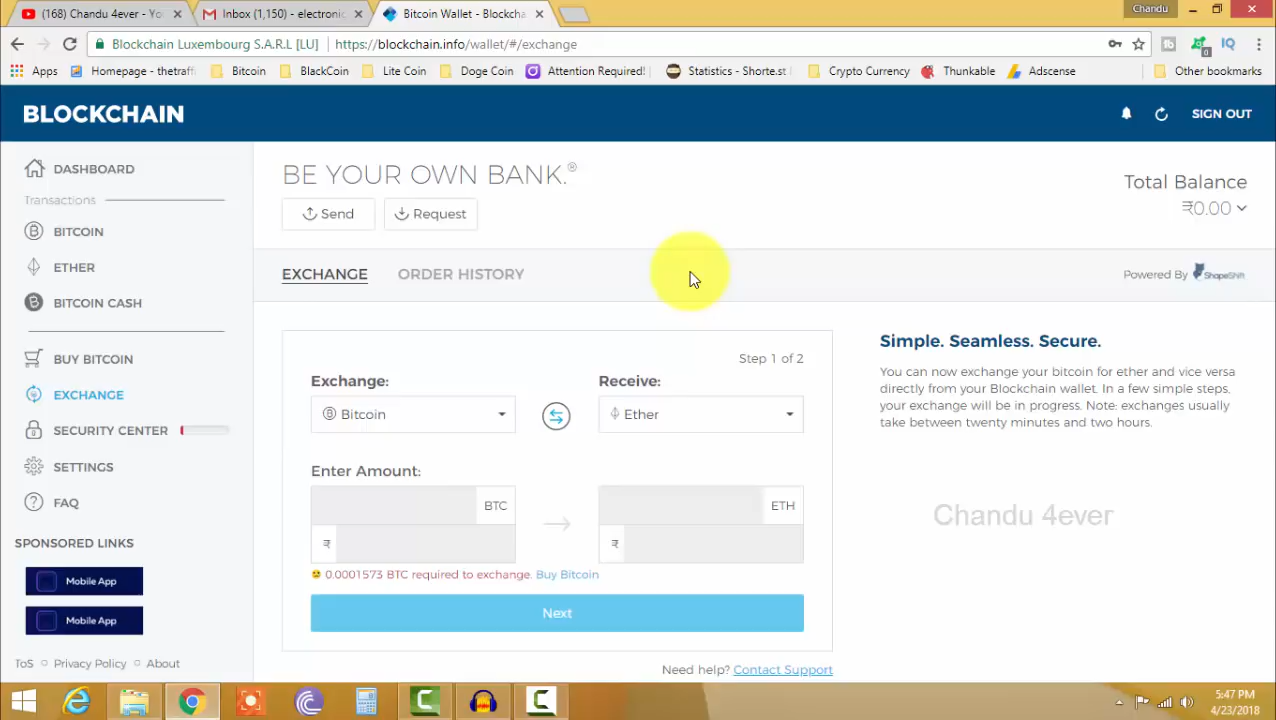 (168) Chandu 4ever - Yo
Inbox (1,150) - electronic
Bitcoin Wallet - Blockcha
Chandu
Blockchain Luxembourg S.A.R.L [LU]
https://blockchain.info/wallet/#/exchange
Apps
Homepage - thetraffi
Bitcoin
BlackCoin
Lite Coin
Doge Coin
Attention Required!
Statistics - Shorte.st
Crypto Currency
Thunkable
Adscense
Other bookmarks
BLOCKCHAIN
SIGN OUT
DASHBOARD
Transactions
BITCOIN
ETHER
BITCOIN CASH
BUY BITCOIN
EXCHANGE
SECURITY CENTER
SETTINGS
FAQ
SPONSORED LINKS
Mobile App
Mobile App
ToS
Privacy Policy
About
BE YOUR OWN BANK.®
Send
Request
Total Balance
₹0.00
EXCHANGE
ORDER HISTORY
Powered By ShapeShift
Step 1 of 2
Exchange:
Receive:
Bitcoin
Ether
Enter Amount:
BTC
ETH
₹
₹
0.0001573 BTC required to exchange. Buy Bitcoin
Next
Need help? Contact Support
Simple. Seamless. Secure.
You can now exchange your bitcoin for ether and vice versa
directly from your Blockchain wallet. In a few simple steps,
your exchange will be in progress. Note: exchanges usually
take between twenty minutes and two hours.
Chandu 4ever
5:47 PM
4/23/2018